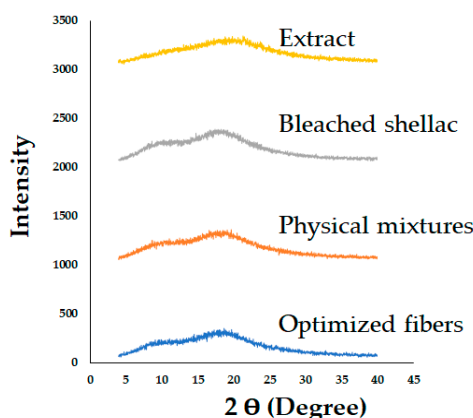 3500
Extract
3000
2500
Bleached shellac
2000
Intensity
1500
Physical mixtures
1000
500
Optimized fibers
0
0 5 10 15 20 25 30 35 40 45
2 Θ (Degree)